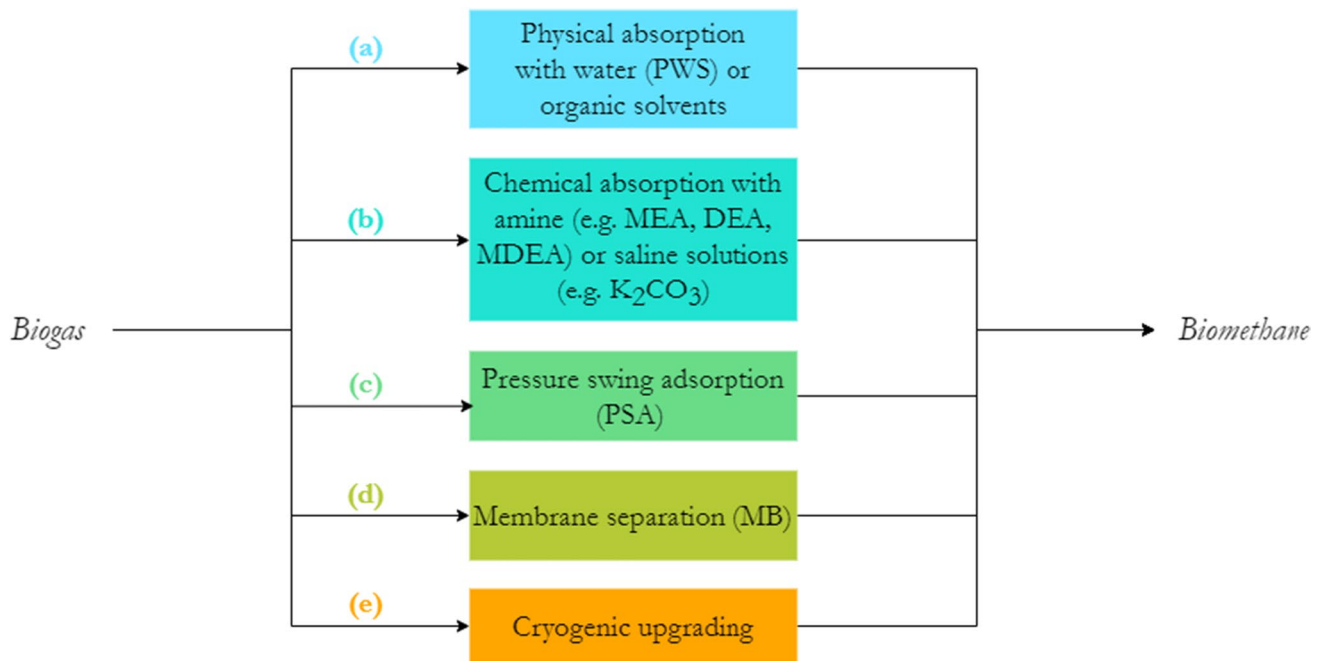 (a)
Physical absorption
with water (PWS) or
organic solvents
(b)
Chemical absorption with
amine (e.g. MEA, DEA,
MDEA) or saline solutions
(e.g. K₂CO₃)
Biogas
Biomethane
(c)
Pressure swing adsorption
(PSA)
(d)
Membrane separation (MB)
(e)
Cryogenic upgrading